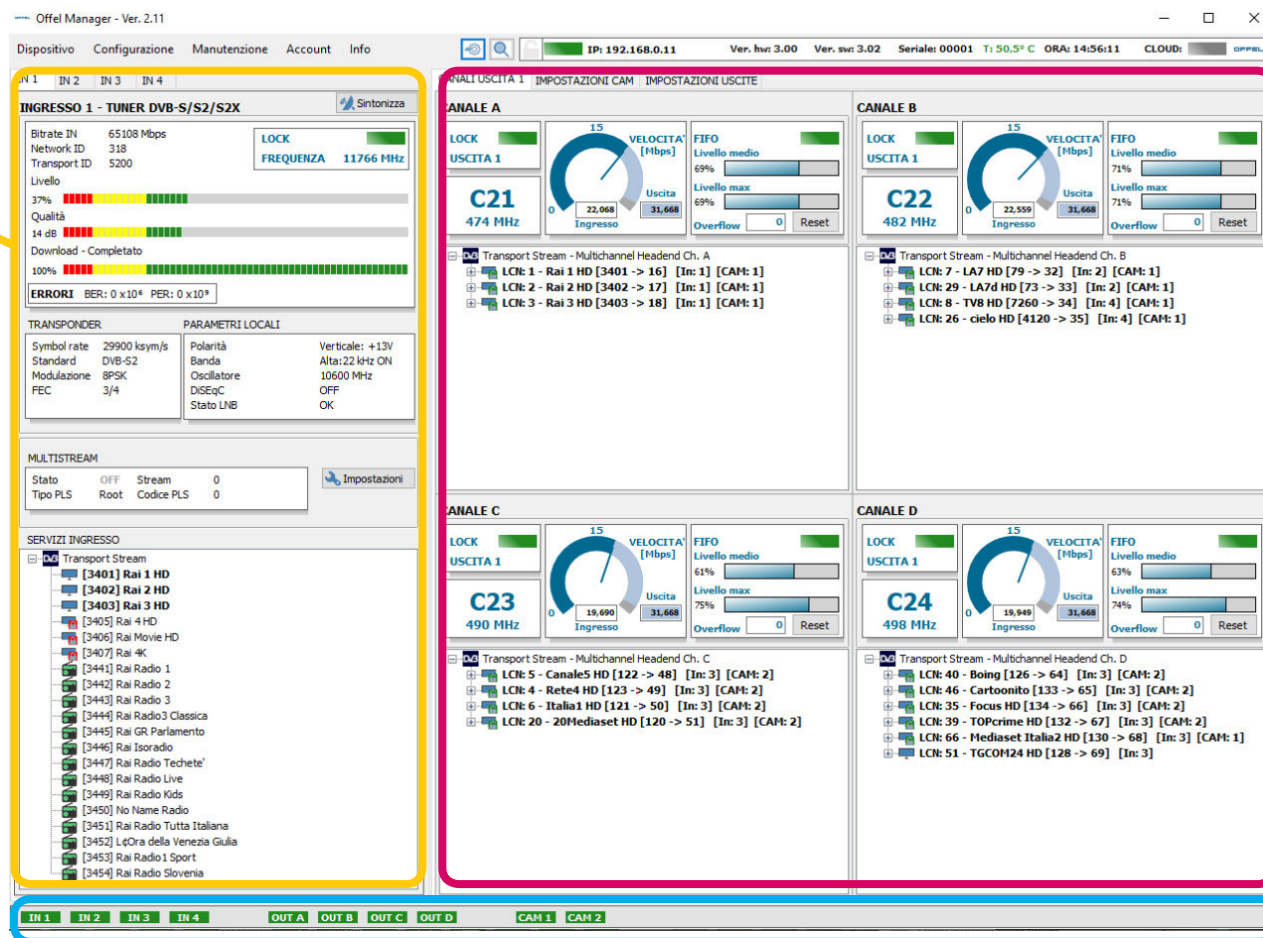 Offel Manager - Ver. 2.11
Dispositivo Configurazione Manutenzione Account Info
IP: 192.168.0.11 Ver. hw: 3.00 Ver. sw: 3.02 Seriale: 00001 T: 50,5° C ORA: 14:56:11 CLOUD: OFFEL
IN 1 IN 2 IN 3 IN 4
INGRESSO 1 - TUNER DVB-S/S2/S2X
Sintonizza
Bitrate IN 65108 Mbps
Network ID 318
Transport ID 5200
LOCK
FREQUENZA 11766 MHz
Livello
37%
Qualità
14 dB
Download - Completato
100%
ERRORI BER: 0 x10⁶ PER: 0 x10⁹
TRANSPONDER
Symbol rate 29900 ksym/s
Standard DVB-S2
Modulazione 8PSK
FEC 3/4
PARAMETRI LOCALI
Polarità Verticale: +13V
Banda Alta:22 kHz ON
Oscillatore 10600 MHz
DiSEqC OFF
Stato LNB OK
MULTISTREAM
Stato OFF Stream 0
Tipo PLS Root Codice PLS 0
Impostazioni
SERVIZI INGRESSO
DVB Transport Stream
[3401] Rai 1 HD
[3402] Rai 2 HD
[3403] Rai 3 HD
[3405] Rai 4 HD
[3406] Rai Movie HD
[3407] Rai 4K
[3441] Rai Radio 1
[3442] Rai Radio 2
[3443] Rai Radio 3
[3444] Rai Radio3 Classica
[3445] Rai GR Parlamento
[3446] Rai Isoradio
[3447] Rai Radio Techete'
[3448] Rai Radio Live
[3449] Rai Radio Kids
[3450] No Name Radio
[3451] Rai Radio Tutta Italiana
[3452] L¢Ora della Venezia Giulia
[3453] Rai Radio1 Sport
[3454] Rai Radio Slovenia
CANALI USCITA 1 IMPOSTAZIONI CAM IMPOSTAZIONI USCITE
CANALE A
LOCK
USCITA 1
C21
474 MHz
15
VELOCITA'
[Mbps]
0
22,068
Ingresso
Uscita
31,668
FIFO
Livello medio
69%
Livello max
69%
Overflow 0 Reset
DVB Transport Stream - Multichannel Headend Ch. A
LCN: 1 - Rai 1 HD [3401 -> 16] [In: 1] [CAM: 1]
LCN: 2 - Rai 2 HD [3402 -> 17] [In: 1] [CAM: 1]
LCN: 3 - Rai 3 HD [3403 -> 18] [In: 1] [CAM: 1]
CANALE B
LOCK
USCITA 1
C22
482 MHz
15
VELOCITA'
[Mbps]
0
22,559
Ingresso
Uscita
31,668
FIFO
Livello medio
71%
Livello max
71%
Overflow 0 Reset
DVB Transport Stream - Multichannel Headend Ch. B
LCN: 7 - LA7 HD [79 -> 32] [In: 2] [CAM: 1]
LCN: 29 - LA7d HD [73 -> 33] [In: 2] [CAM: 1]
LCN: 8 - TV8 HD [7260 -> 34] [In: 4] [CAM: 1]
LCN: 26 - cielo HD [4120 -> 35] [In: 4] [CAM: 1]
CANALE C
LOCK
USCITA 1
C23
490 MHz
15
VELOCITA'
[Mbps]
0
19,690
Ingresso
Uscita
31,668
FIFO
Livello medio
61%
Livello max
75%
Overflow 0 Reset
DVB Transport Stream - Multichannel Headend Ch. C
LCN: 5 - Canale5 HD [122 -> 48] [In: 3] [CAM: 2]
LCN: 4 - Rete4 HD [123 -> 49] [In: 3] [CAM: 2]
LCN: 6 - Italia1 HD [121 -> 50] [In: 3] [CAM: 2]
LCN: 20 - 20Mediaset HD [120 -> 51] [In: 3] [CAM: 2]
CANALE D
LOCK
USCITA 1
C24
498 MHz
15
VELOCITA'
[Mbps]
0
19,949
Ingresso
Uscita
31,668
FIFO
Livello medio
63%
Livello max
74%
Overflow 0 Reset
DVB Transport Stream - Multichannel Headend Ch. D
LCN: 40 - Boing [126 -> 64] [In: 3] [CAM: 2]
LCN: 46 - Cartoonito [133 -> 65] [In: 3] [CAM: 2]
LCN: 35 - Focus HD [134 -> 66] [In: 3] [CAM: 2]
LCN: 39 - TOPcrime HD [132 -> 67] [In: 3] [CAM: 2]
LCN: 66 - Mediaset Italia2 HD [130 -> 68] [In: 3] [CAM: 1]
LCN: 51 - TGCOM24 HD [128 -> 69] [In: 3]
IN 1 IN 2 IN 3 IN 4 OUT A OUT B OUT C OUT D CAM 1 CAM 2